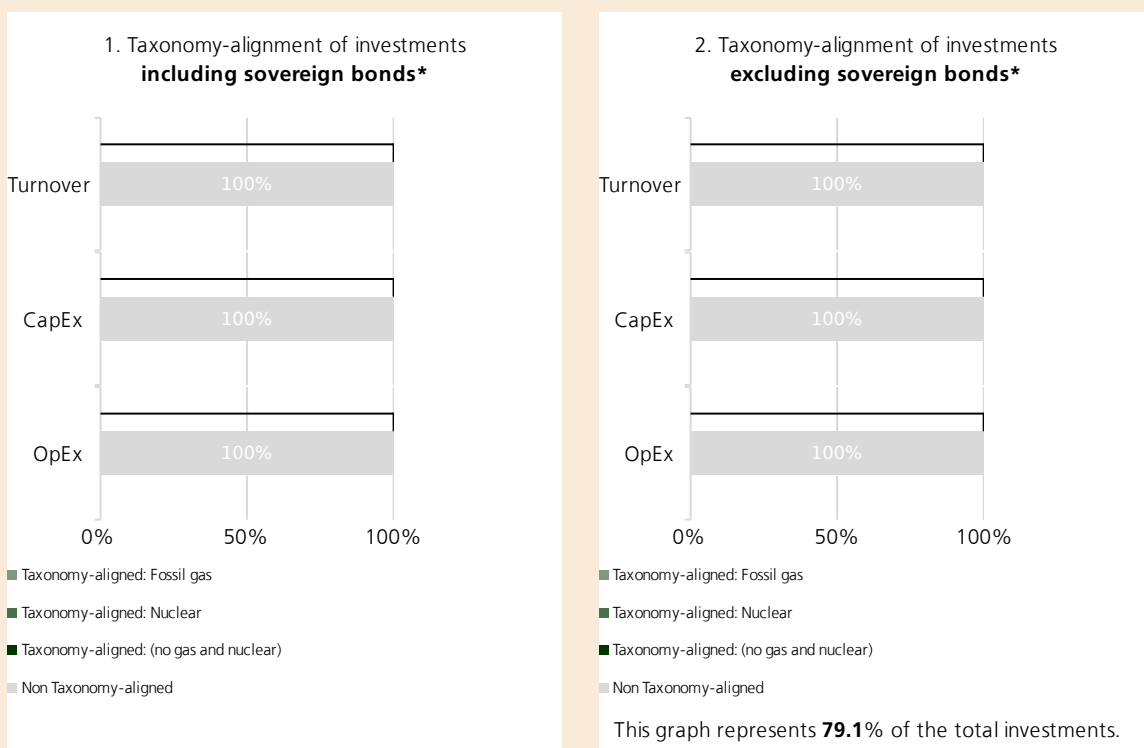 1. Taxonomy-alignment of investments
including sovereign bonds*
Turnover
100%
CapEx
100%
OpEx
100%
0% 50% 100%
Taxonomy-aligned: Fossil gas
Taxonomy-aligned: Nuclear
Taxonomy-aligned: (no gas and nuclear)
Non Taxonomy-aligned
2. Taxonomy-alignment of investments
excluding sovereign bonds*
Turnover
100%
CapEx
100%
OpEx
100%
0% 50% 100%
Taxonomy-aligned: Fossil gas
Taxonomy-aligned: Nuclear
Taxonomy-aligned: (no gas and nuclear)
Non Taxonomy-aligned
This graph represents 79.1% of the total investments.